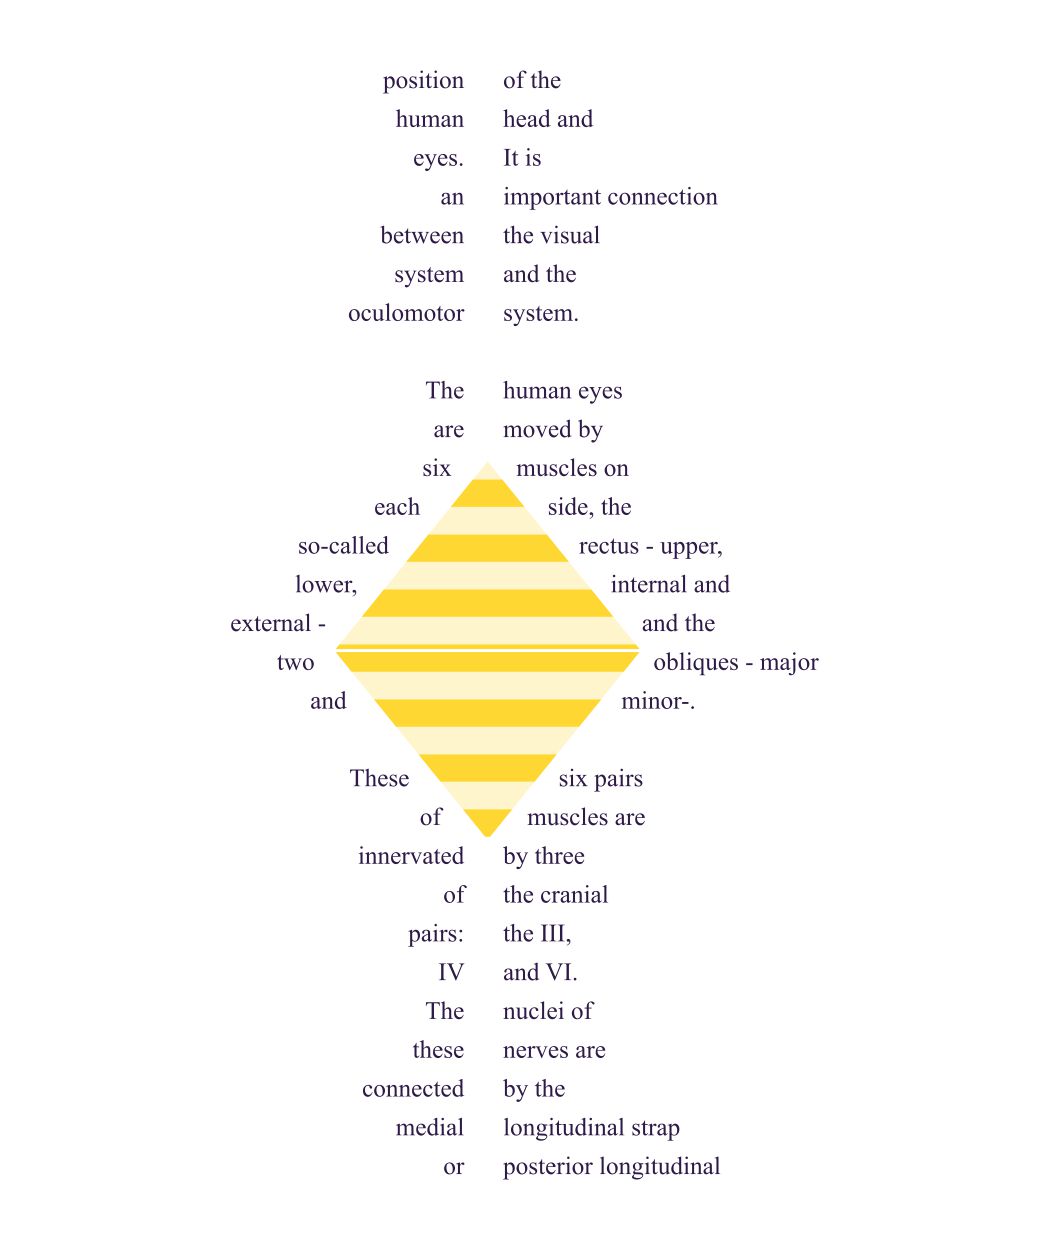 position of the
human head and
eyes. It is
an important connection
between the visual
system and the
oculomotor system.
The human eyes
are moved by
six muscles on
each side, the
so-called rectus - upper,
lower, internal and
external - and the
two obliques - major
and minor-.
These six pairs
of muscles are
innervated by three
of the cranial
pairs: the III,
IV and VI.
The nuclei of
these nerves are
connected by the
medial longitudinal strap
or posterior longitudinal